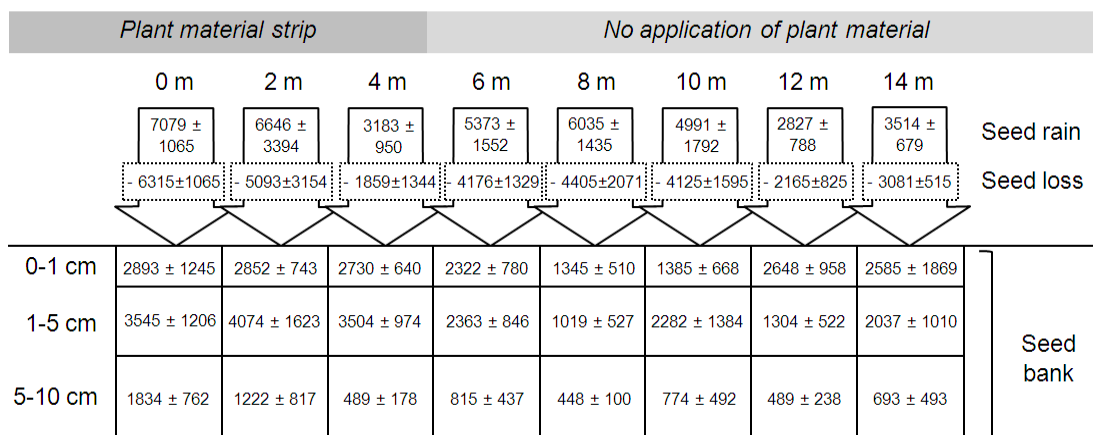 Plant material strip No application of plant material
0 m 2 m 4 m 6 m 8 m 10 m 12 m 14 m
7079 ± 6646 ± 3183 ± 5373 ± 6035 ± 4991 ± 2827 ± 3514 ± Seed rain
1065 3394 950 1552 1435 1792 788 679
- 6315±1065 - 5093±3154 - 1859±1344 - 4176±1329 - 4405±2071 - 4125±1595 - 2165±825 - 3081±515 Seed loss
0-1 cm 2893 ± 1245 2852 ± 743 2730 ± 640 2322 ± 780 1345 ± 510 1385 ± 668 2648 ± 958 2585 ± 1869
1-5 cm 3545 ± 1206 4074 ± 1623 3504 ± 974 2363 ± 846 1019 ± 527 2282 ± 1384 1304 ± 522 2037 ± 1010
Seed
bank
5-10 cm 1834 ± 762 1222 ± 817 489 ± 178 815 ± 437 448 ± 100 774 ± 492 489 ± 238 693 ± 493